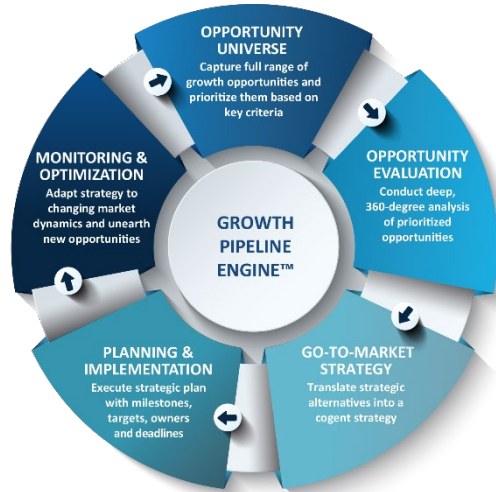 OPPORTUNITY
UNIVERSE
Capture full range of
growth opportunities and
prioritize them based on
key criteria
OPPORTUNITY
EVALUATION
Conduct deep,
360-degree analysis
of prioritized
opportunities
GO-TO-MARKET
STRATEGY
Translate strategic
alternatives into a
cogent strategy
PLANNING &
IMPLEMENTATION
Execute strategic plan
with milestones,
targets, owners
and deadlines
MONITORING &
OPTIMIZATION
Adapt strategy to
changing market
dynamics and unearth
new opportunities
GROWTH
PIPELINE
ENGINE™